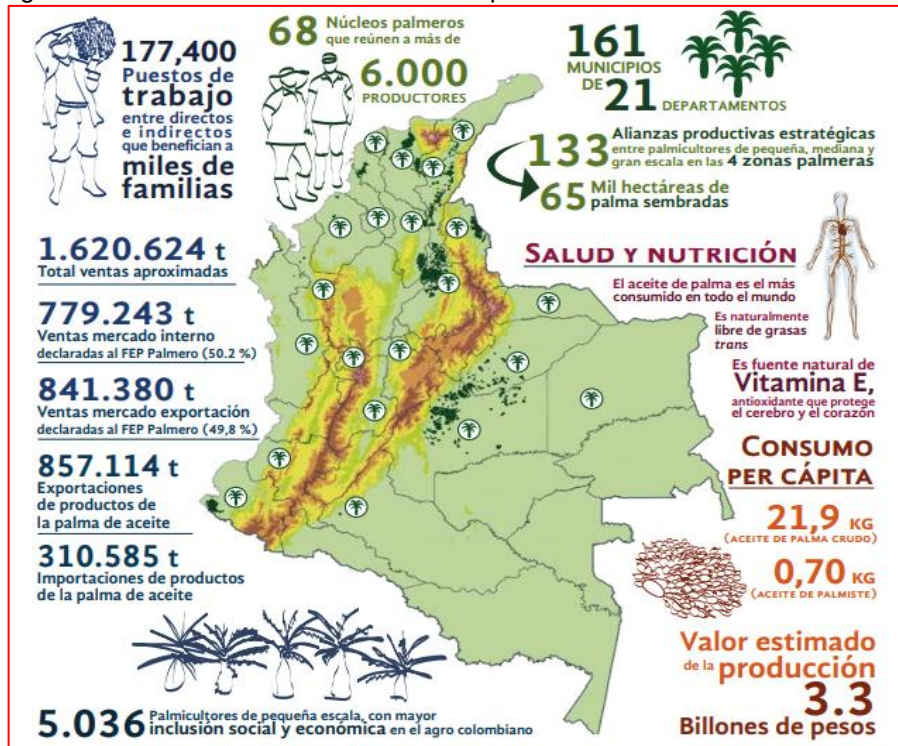 177,400
Puestos de
trabajo
entre directos
e indirectos
que benefician a
miles de
familias
68 Núcleos palmeros
que reúnen a más de
6.000
PRODUCTORES
161
MUNICIPIOS
DE 21 DEPARTAMENTOS
133 Alianzas productivas estratégicas
entre palmicultores de pequeña, mediana y
gran escala en las 4 zonas palmeras
65 Mil hectáreas de
palma sembradas
1.620.624 t
Total ventas aproximadas
779.243 t
Ventas mercado interno
declaradas al FEP Palmero (50.2 %)
841.380 t
Ventas mercado exportación
declaradas al FEP Palmero (49,8 %)
857.114 t
Exportaciones
de productos de
la palma de aceite
310.585 t
Importaciones de productos
de la palma de aceite
SALUD Y NUTRICIÓN
El aceite de palma es el más
consumido en todo el mundo
Es naturalmente
libre de grasas
trans
Es fuente natural de
Vitamina E,
antioxidante que protege
el cerebro y el corazón
CONSUMO
PER CÁPITA
21,9 KG
(ACEITE DE PALMA CRUDO)
0,70 KG
(ACEITE DE PALMISTE)
Valor estimado
de la producción
3.3
Billones de pesos
5.036 Palmicultores de pequeña escala, con mayor
inclusión social y económica en el agro colombiano